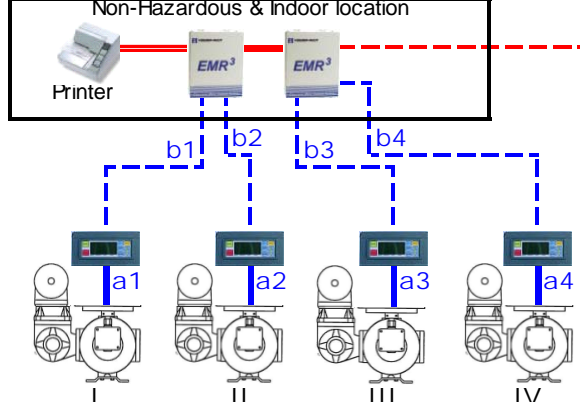 Non-Hazardous & Indoor location
EMR³
EMR³
Printer
b1
b2
b3
b4
a1
a2
a3
a4
I
II
III
IV